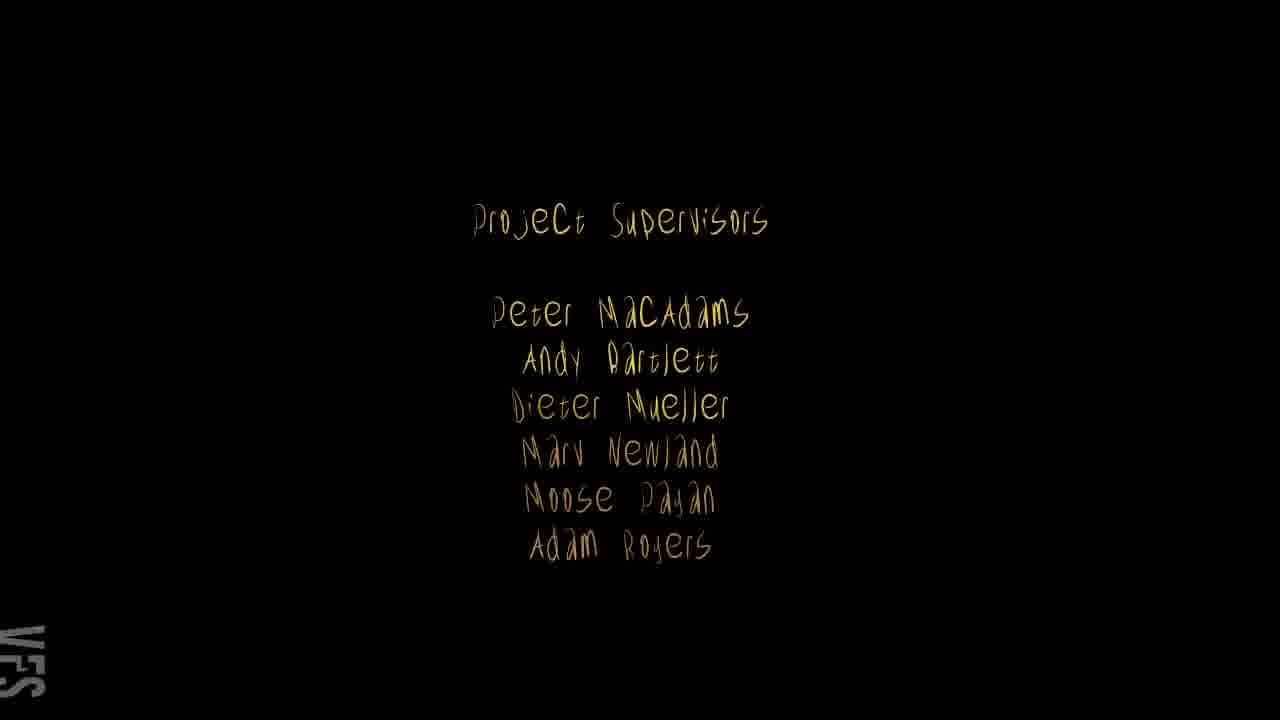 Project Supervisors
Peter MacAdams
Andy Bartlett
Dieter Mueller
Marv Newland
Moose Pagan
Adam Rogers
VFS